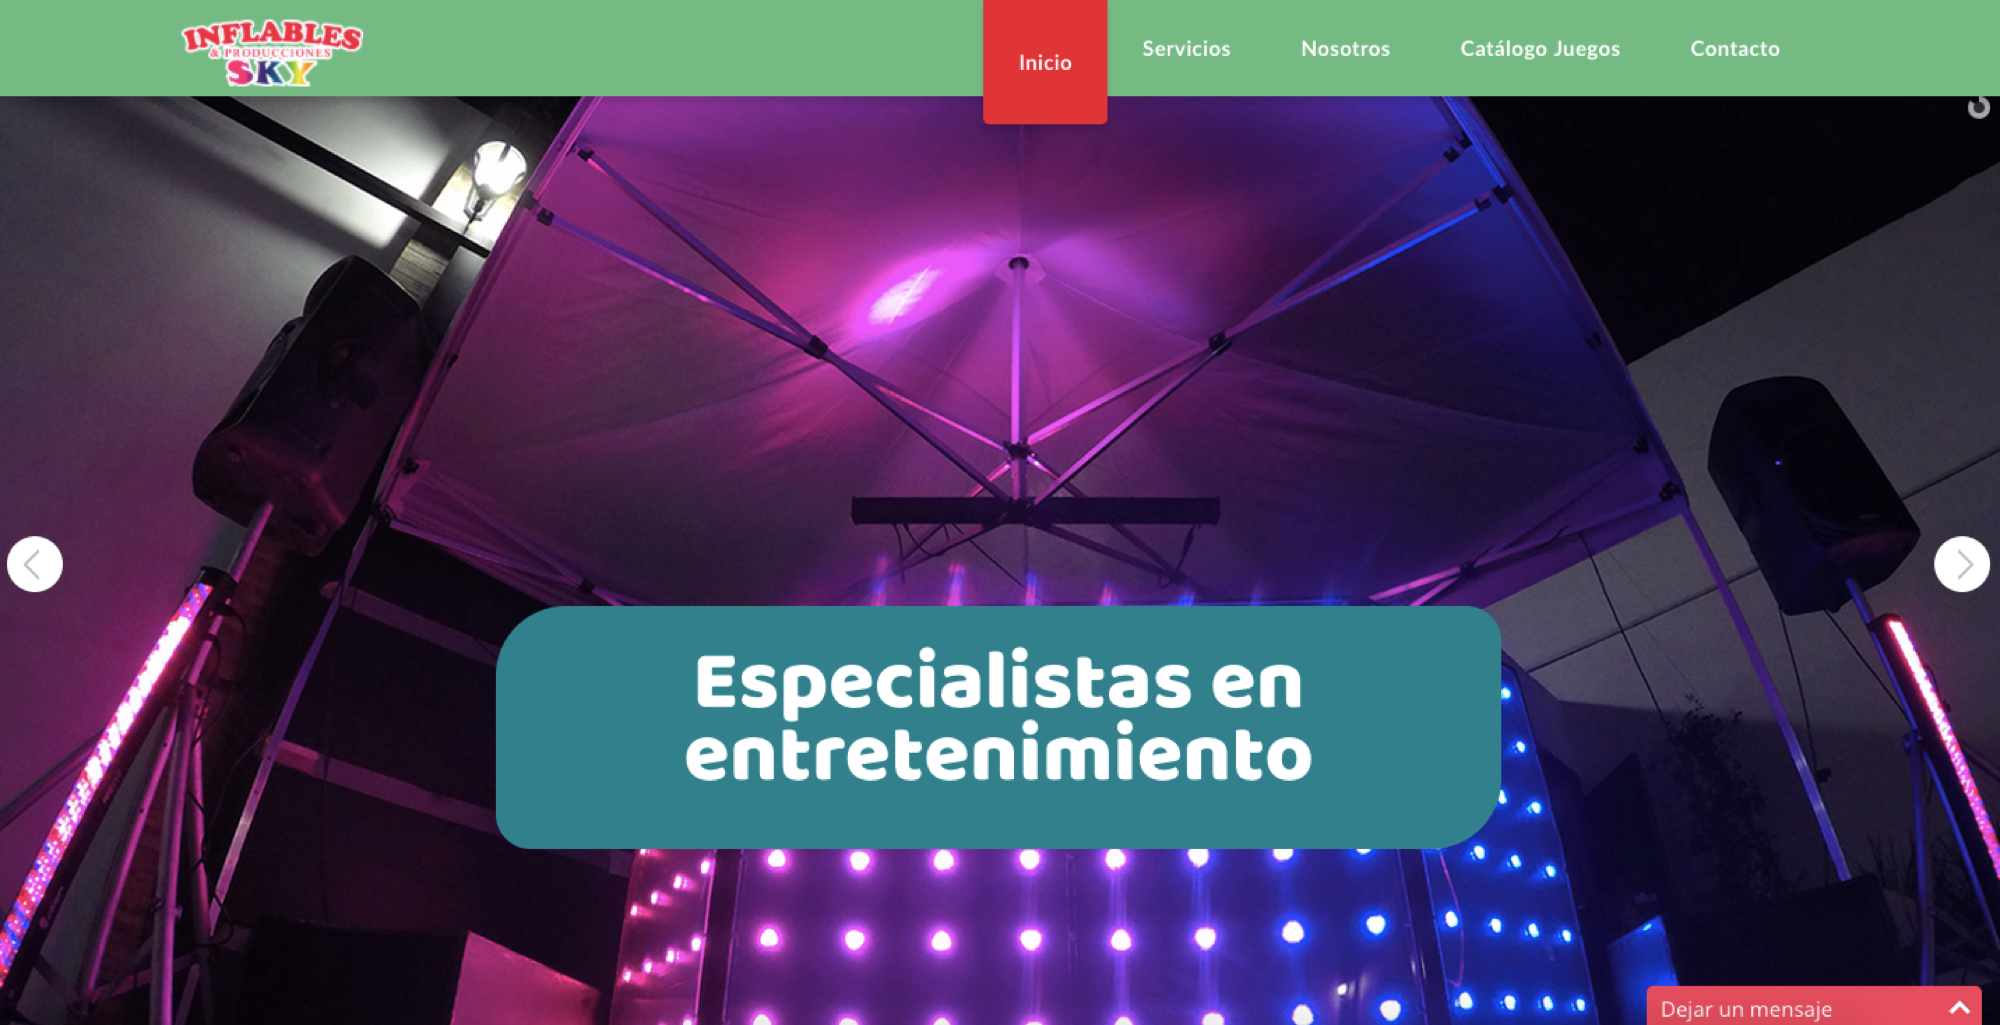 INFLABLES
& PRODUCCIONES
SKY
Inicio
Servicios
Nosotros
Catálogo Juegos
Contacto
Especialistas en
entretenimiento
Dejar un mensaje